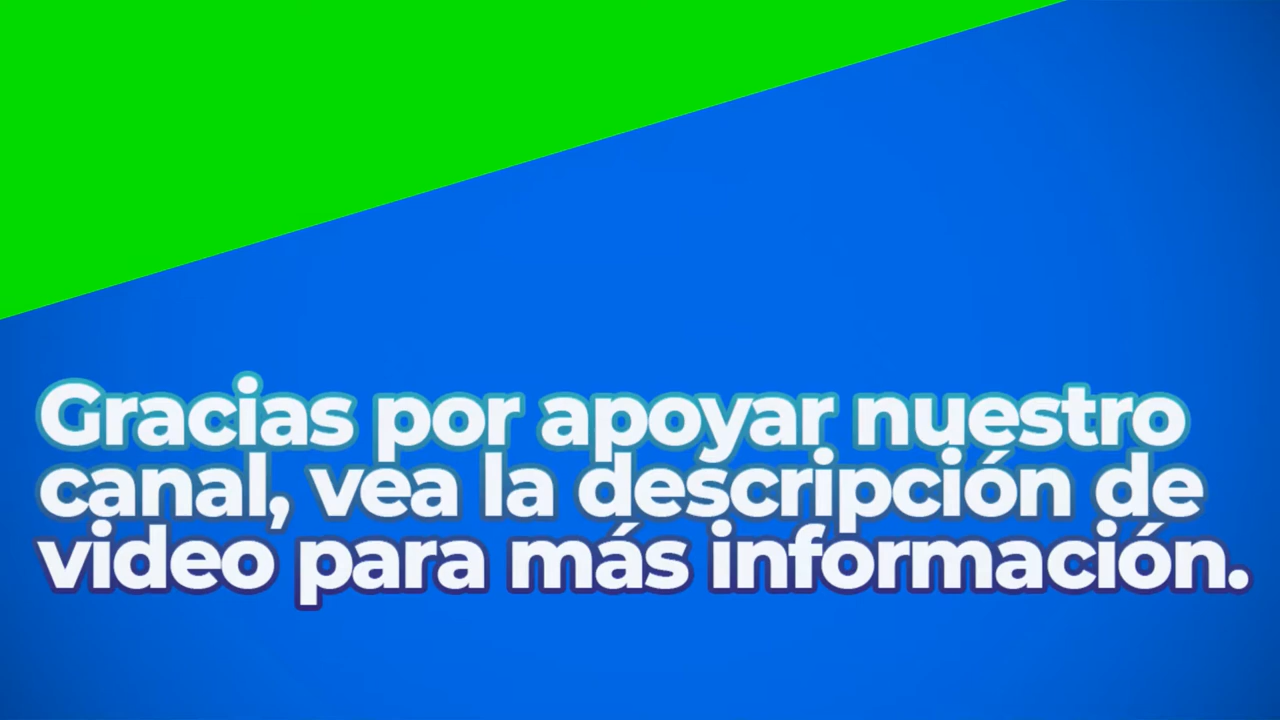 Gracias por apoyar nuestro
canal, vea la descripción de
video para más información.